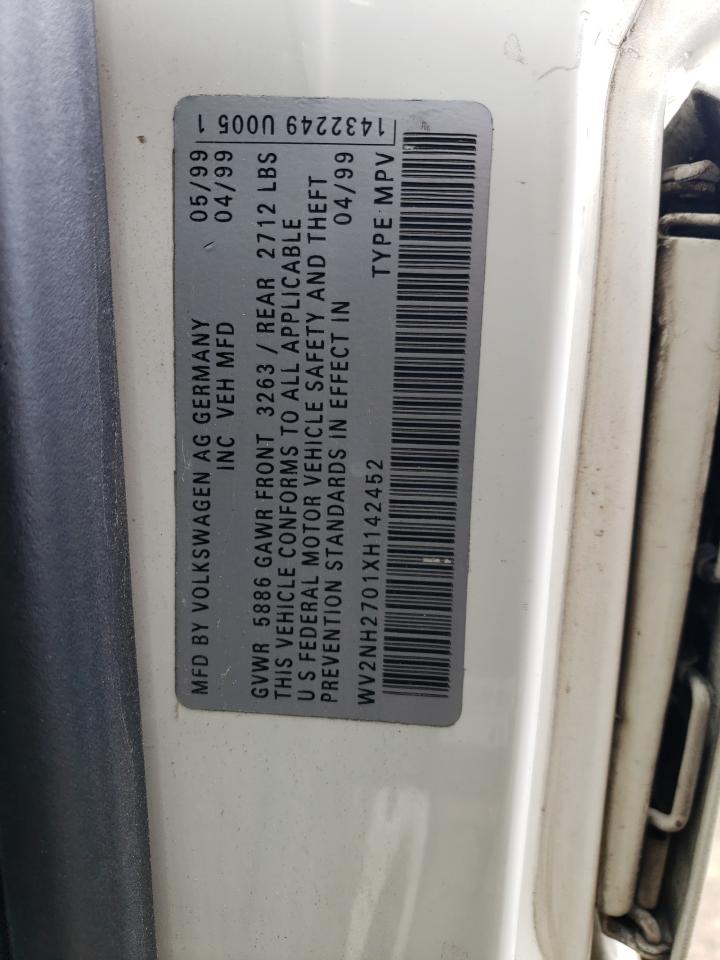 MFD BY VOLKSWAGEN AG GERMANY 05/99
INC VEH MFD 04/99
GVWR 5886 GAWR FRONT 3263 / REAR 2712 LBS
THIS VEHICLE CONFORMS TO ALL APPLICABLE
U S FEDERAL MOTOR VEHICLE SAFETY AND THEFT
PREVENTION STANDARDS IN EFFECT IN 04/99
WV2NH2701XH142452 TYPE MPV
1432249 U005 1